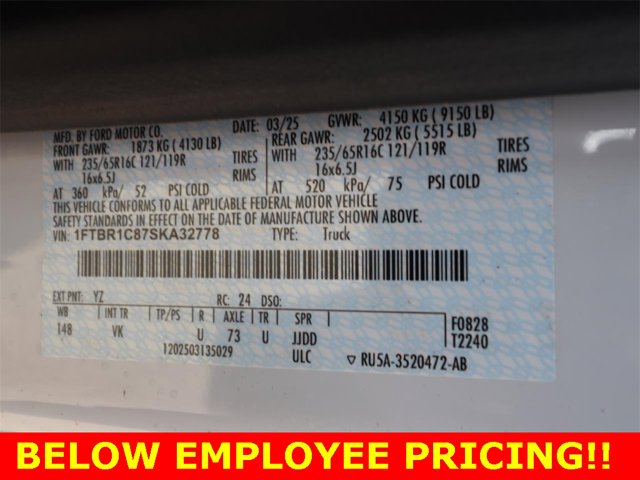 MFD. BY FORD MOTOR CO. DATE: 03/25 GVWR: 4150 KG ( 9150 LB)
FRONT GAWR: 1873 KG ( 4130 LB) REAR GAWR: 2502 KG ( 5515 LB)
WITH 235/65R16C 121/119R TIRES WITH 235/65R16C 121/119R TIRES
16x6.5J RIMS 16x6.5J RIMS
AT 360 kPa/ 52 PSI COLD AT 520 kPa/ 75 PSI COLD
THIS VEHICLE CONFORMS TO ALL APPLICABLE FEDERAL MOTOR VEHICLE
SAFETY STANDARDS IN EFFECT ON THE DATE OF MANUFACTURE SHOWN ABOVE.
VIN: 1FTBR1C87SKA32778 TYPE: Truck
EXT PNT: YZ RC: 24 DSO:
WB INT TR TP/PS R AXLE TR SPR F0828
148 VK U 73 U JJDD T2240
1202503135029 ULC RU5A-3520472-AB
BELOW EMPLOYEE PRICING!!